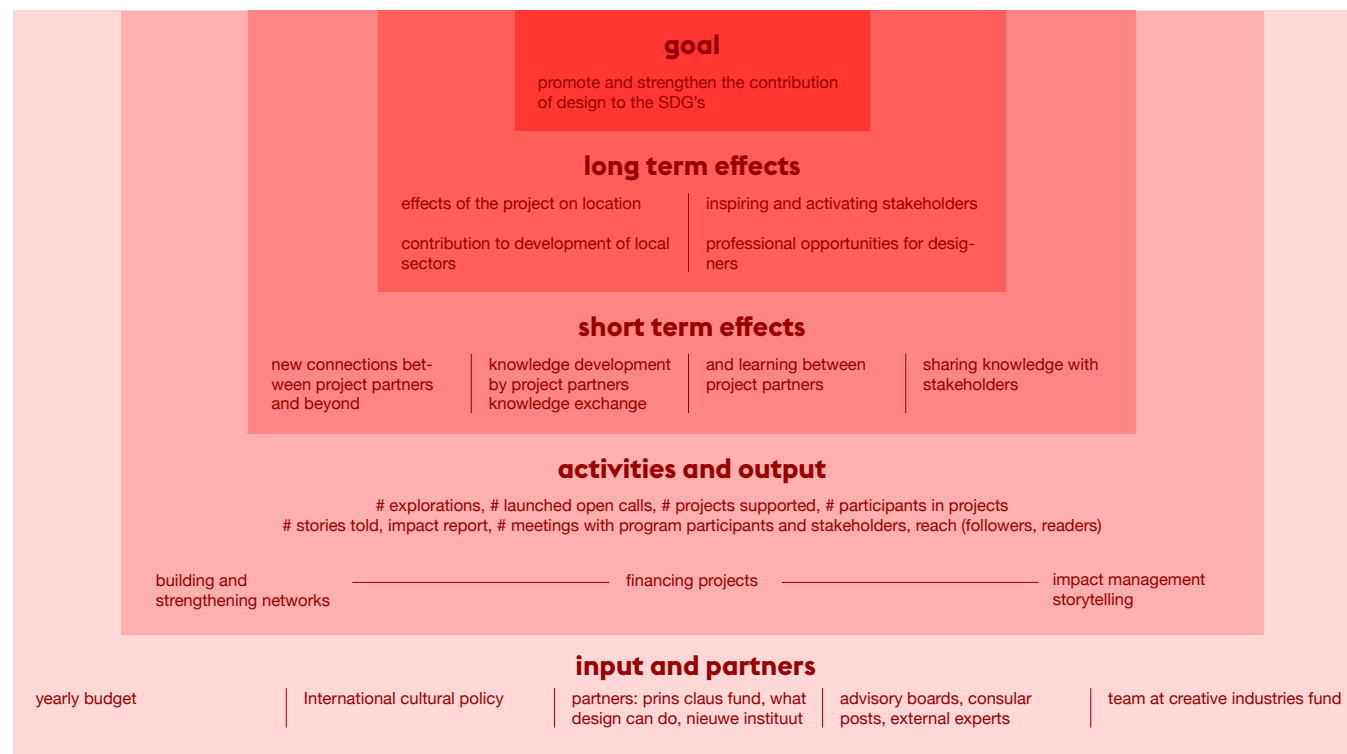 goal
promote and strengthen the contribution
of design to the SDG's
long term effects
effects of the project on location
contribution to development of local
sectors
inspiring and activating stakeholders
professional opportunities for desig-
ners
short term effects
new connections bet-
ween project partners
and beyond
knowledge development
by project partners
knowledge exchange
and learning between
project partners
sharing knowledge with
stakeholders
activities and output
# explorations, # launched open calls, # projects supported, # participants in projects
# stories told, impact report, # meetings with program participants and stakeholders, reach (followers, readers)
building and
strengthening networks
financing projects
impact management
storytelling
input and partners
yearly budget
International cultural policy
partners: prins claus fund, what
design can do, nieuwe instituut
advisory boards, consular
posts, external experts
team at creative industries fund